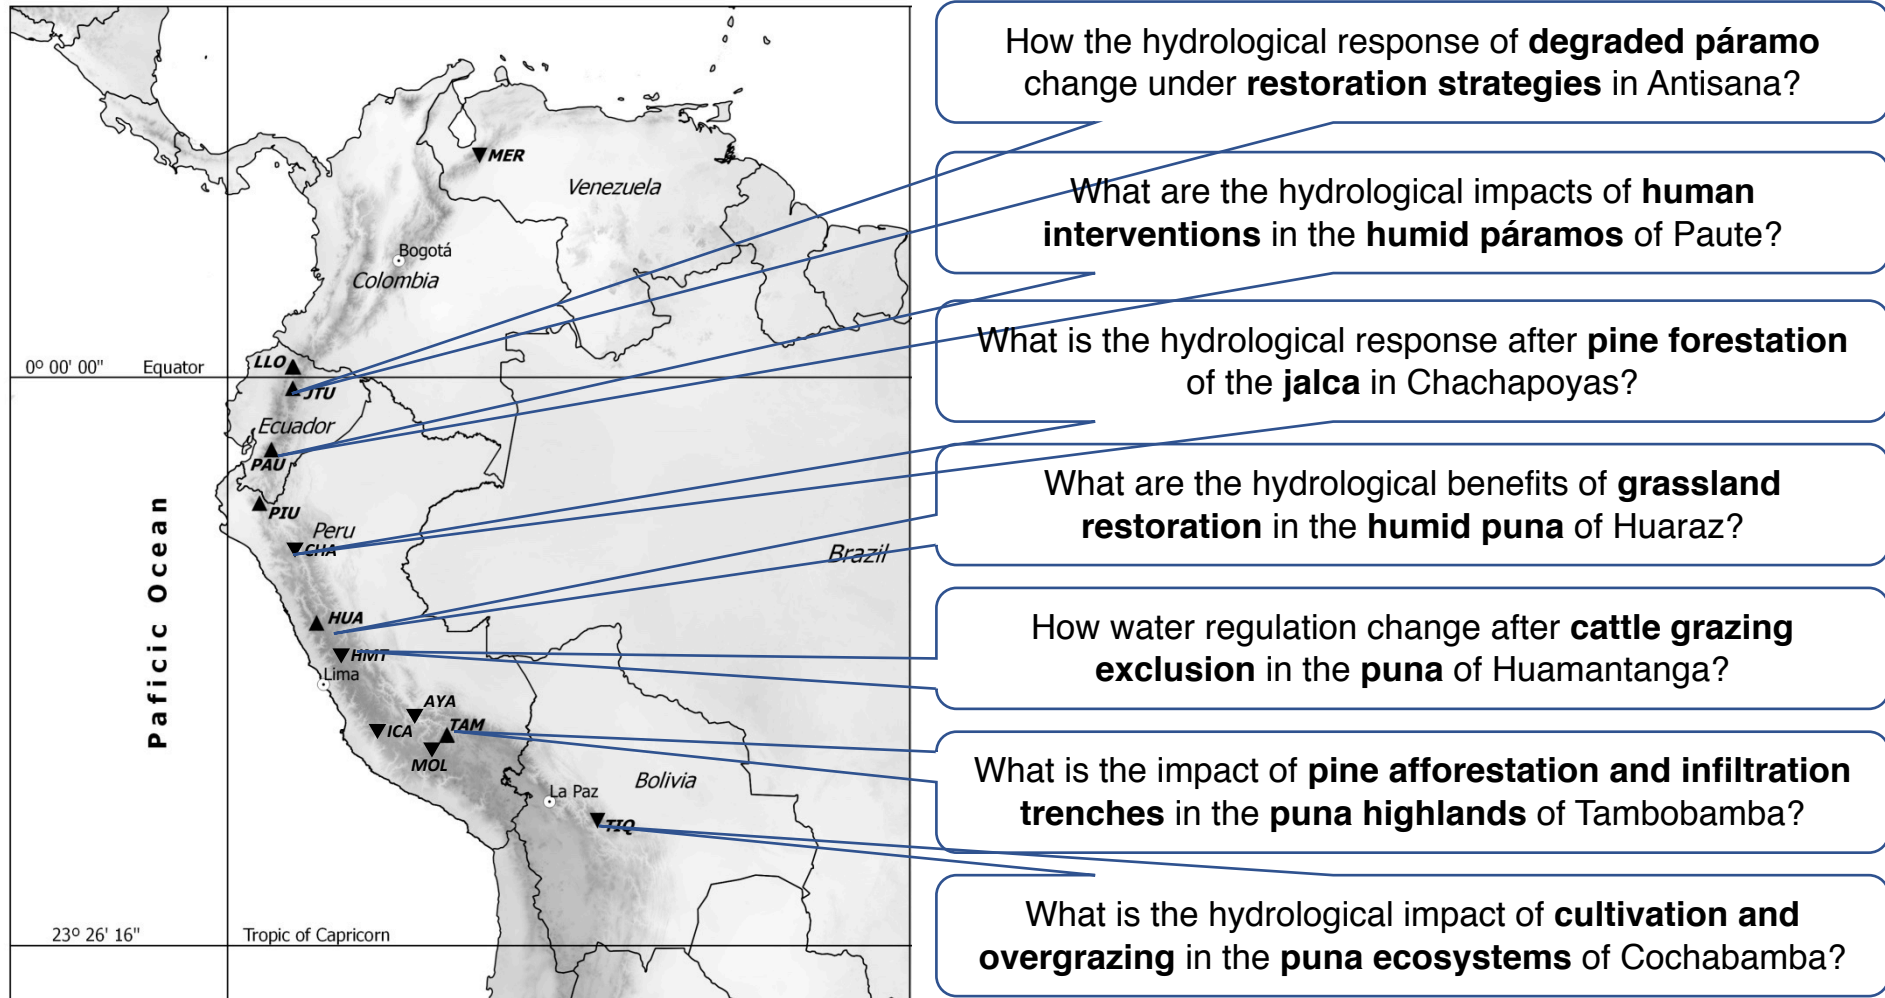 MER
Venezuela
Bogotá
Colombia
LLO
0º 00' 00" Equator
JTU
Ecuador
PAU
PIU
Peru
CHA
Brazil
Paficic Ocean
HUA
HMT
Lima
AYA
ICA
TAM
MOL
La Paz
Bolivia
TIQ
23º 26' 16" Tropic of Capricorn
How the hydrological response of degraded páramo
change under restoration strategies in Antisana?
What are the hydrological impacts of human
interventions in the humid páramos of Paute?
What is the hydrological response after pine forestation
of the jalca in Chachapoyas?
What are the hydrological benefits of grassland
restoration in the humid puna of Huaraz?
How water regulation change after cattle grazing
exclusion in the puna of Huamantanga?
What is the impact of pine afforestation and infiltration
trenches in the puna highlands of Tambobamba?
What is the hydrological impact of cultivation and
overgrazing in the puna ecosystems of Cochabamba?